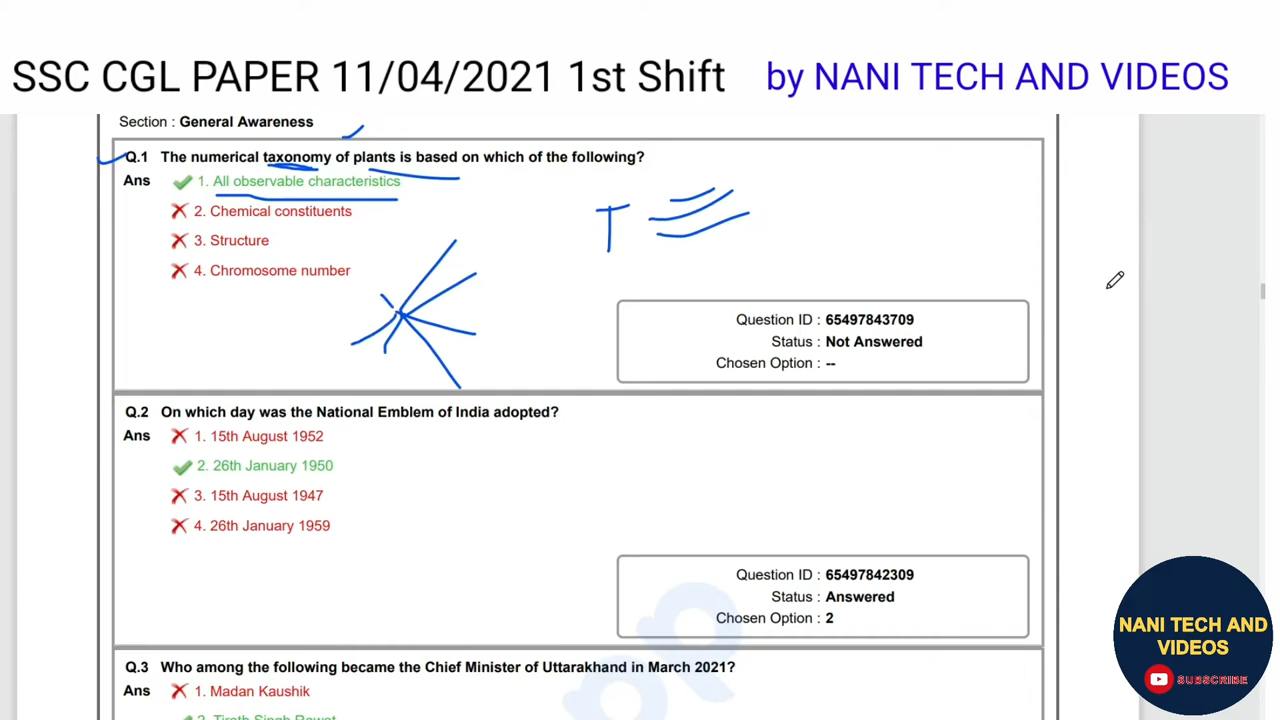 SSC CGL PAPER 11/04/2021 1st Shift by NANI TECH AND VIDEOS
Section : General Awareness
Q.1 The numerical taxonomy of plants is based on which of the following?
Ans 1. All observable characteristics
2. Chemical constituents
3. Structure
4. Chromosome number
T
Question ID : 65497843709
Status : Not Answered
Chosen Option : --
Q.2 On which day was the National Emblem of India adopted?
Ans 1. 15th August 1952
2. 26th January 1950
3. 15th August 1947
4. 26th January 1959
Question ID : 65497842309
Status : Answered
Chosen Option : 2
Q.3 Who among the following became the Chief Minister of Uttarakhand in March 2021?
Ans 1. Madan Kaushik
2. Tirath Singh Rawat
NANI TECH AND
VIDEOS
SUBSCRIBE